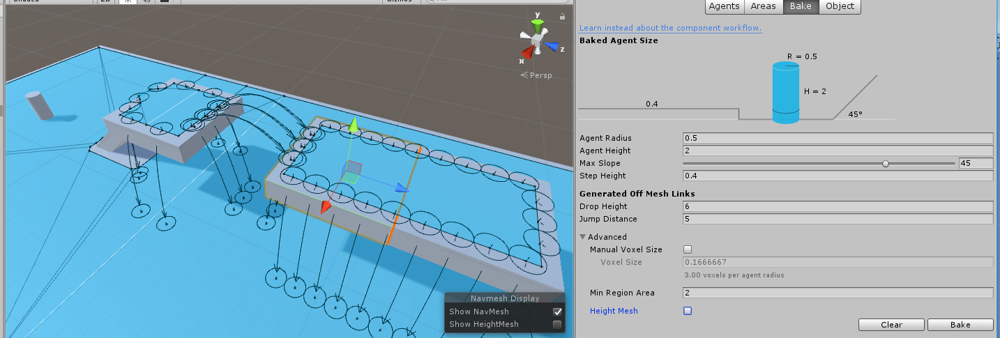 Shaded
2D
Gizmos
y
z
x
Persp
Navmesh Display
Show NavMesh
Show HeightMesh
Agents Areas Bake Object
Learn instead about the component workflow.
Baked Agent Size
R = 0.5
H = 2
0.4
45°
Agent Radius 0.5
Agent Height 2
Max Slope 45
Step Height 0.4
Generated Off Mesh Links
Drop Height 6
Jump Distance 5
Advanced
Manual Voxel Size
Voxel Size 0.1666667
3.00 voxels per agent radius
Min Region Area 2
Height Mesh
Clear Bake